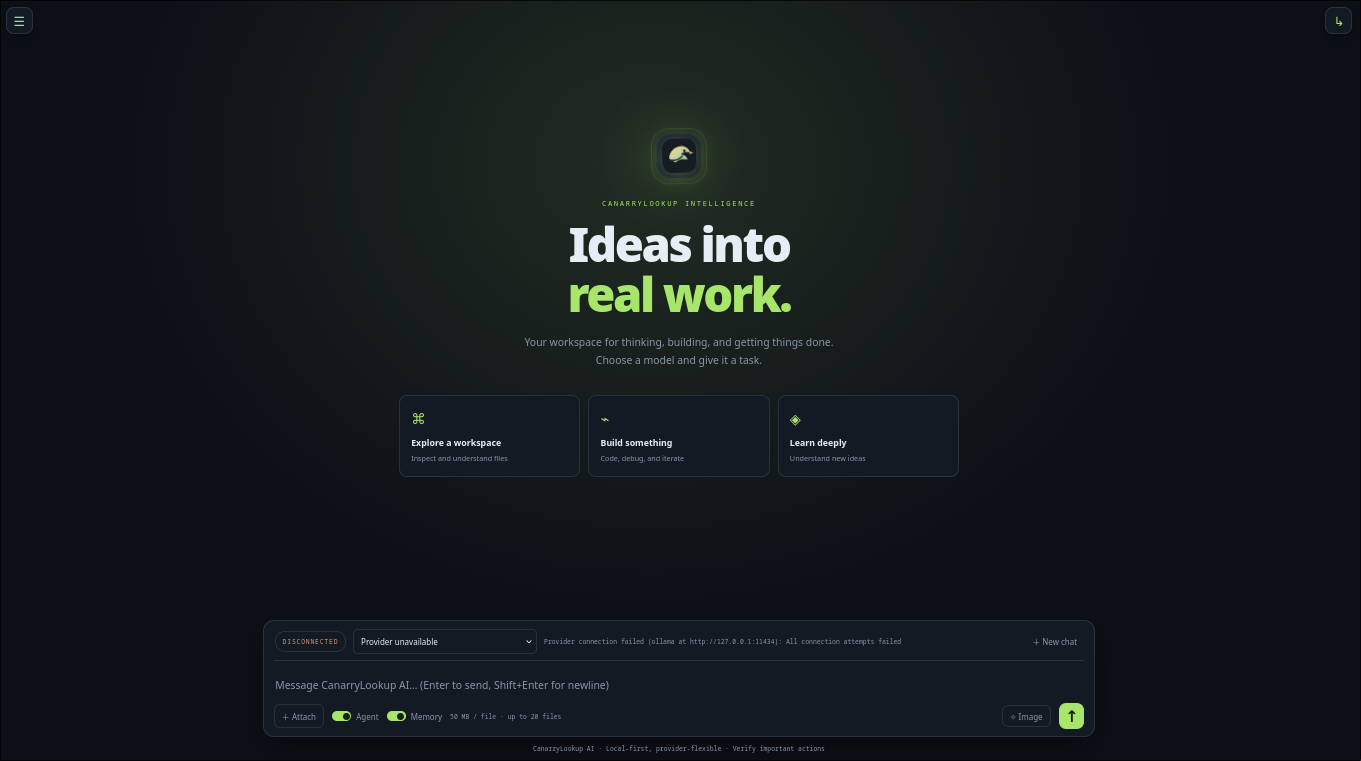 CANARRYLOOKUP INTELLIGENCE
Ideas into
real work.
Your workspace for thinking, building, and getting things done.
Choose a model and give it a task.
Explore a workspace
Inspect and understand files
Build something
Code, debug, and iterate
Learn deeply
Understand new ideas
DISCONNECTED
Provider unavailable
Provider connection failed (ollama at http://127.0.0.1:11434): All connection attempts failed
+ New chat
Message CanarryLookup AI... (Enter to send, Shift+Enter for newline)
+ Attach
Agent
Memory
50 MB / file · up to 20 files
Image
CanarryLookup AI · Local-first, provider-flexible · Verify important actions